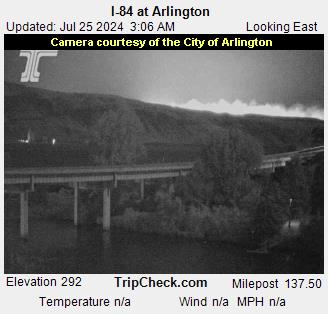 I-84 at Arlington
Updated: Jul 25 2024 3:06 AM Looking East
Camera courtesy of the City of Arlington
Elevation 292 TripCheck.com Milepost 137.50
Temperature n/a Wind n/a MPH n/a